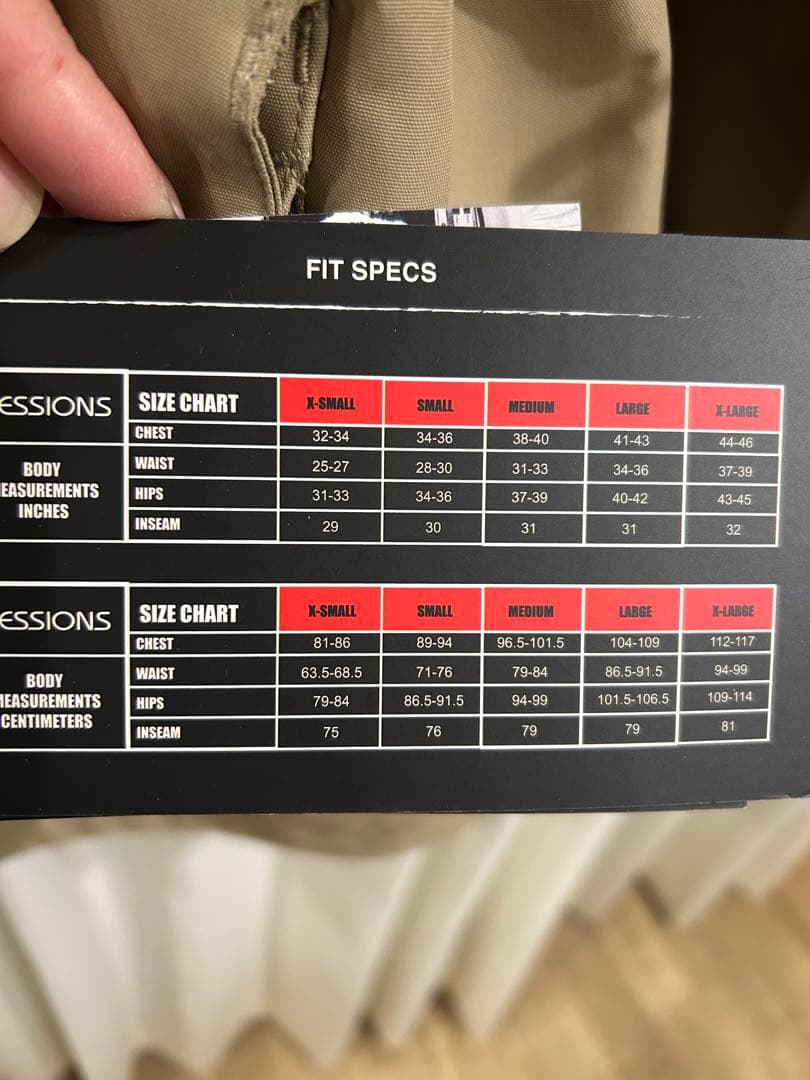 FIT SPECS
ESSIONS SIZE CHART X-SMALL SMALL MEDIUM LARGE X-LARGE
CHEST 32-34 34-36 38-40 41-43 44-46
BODY
EASUREMENTS
INCHES
WAIST 25-27 28-30 31-33 34-36 37-39
HIPS 31-33 34-36 37-39 40-42 43-45
INSEAM 29 30 31 31 32
ESSIONS SIZE CHART X-SMALL SMALL MEDIUM LARGE X-LARGE
CHEST 81-86 89-94 96.5-101.5 104-109 112-117
BODY
MEASUREMENTS
CENTIMETERS
WAIST 63.5-68.5 71-76 79-84 86.5-91.5 94-99
HIPS 79-84 86.5-91.5 94-99 101.5-106.5 109-114
INSEAM 75 76 79 79 81